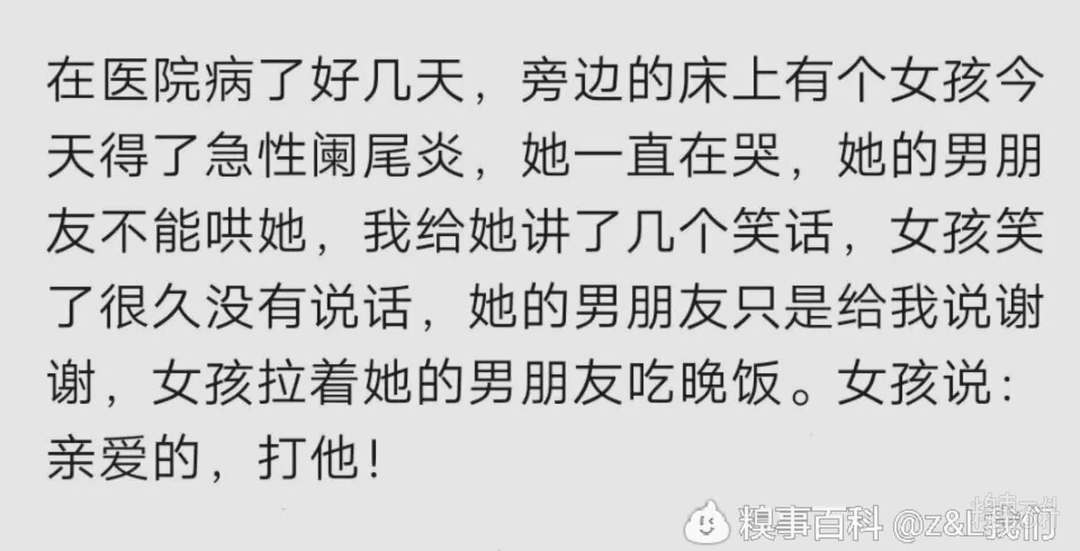 在医院病了好几天，旁边的床上有个女孩今
天得了急性阑尾炎，她一直在哭，她的男朋
友不能哄她，我给她讲了几个笑话，女孩笑
了很久没有说话，她的男朋友只是给我说谢
谢，女孩拉着她的男朋友吃晚饭。女孩说：
亲爱的，打他！
糗事百科 @z&L我们